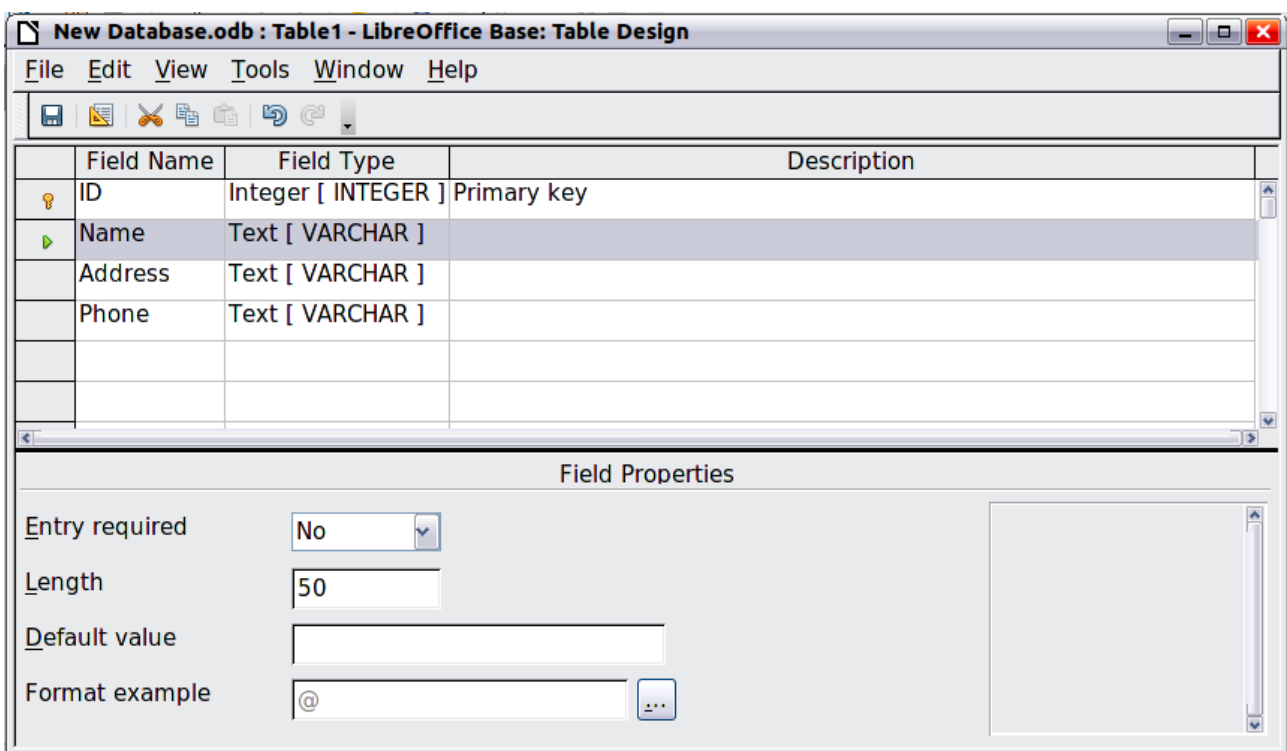 New Database.odb : Table1 - LibreOffice Base: Table Design
File Edit View Tools Window Help
Field Name Field Type Description
ID Integer [ INTEGER ] Primary key
Name Text [ VARCHAR ]
Address Text [ VARCHAR ]
Phone Text [ VARCHAR ]
Field Properties
Entry required No
Length 50
Default value
Format example @ ...